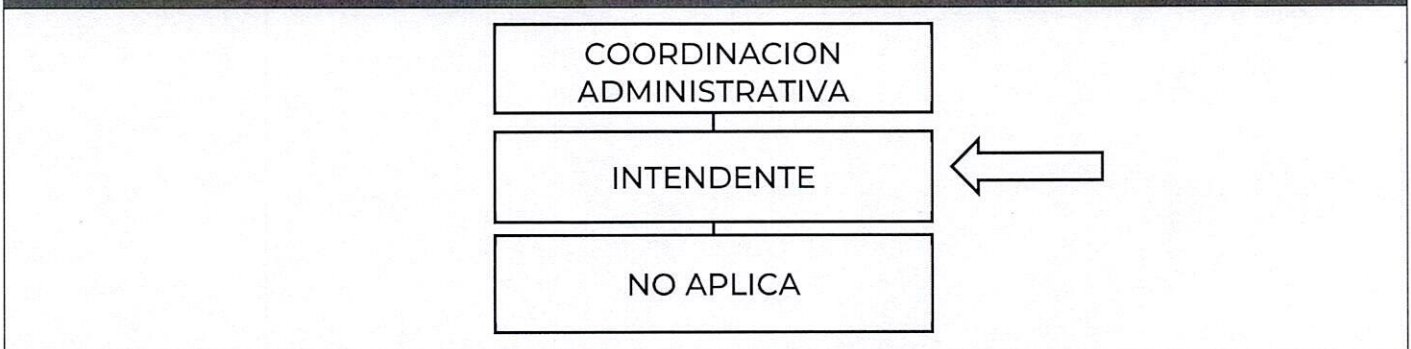 COORDINACION
ADMINISTRATIVA
INTENDENTE
NO APLICA